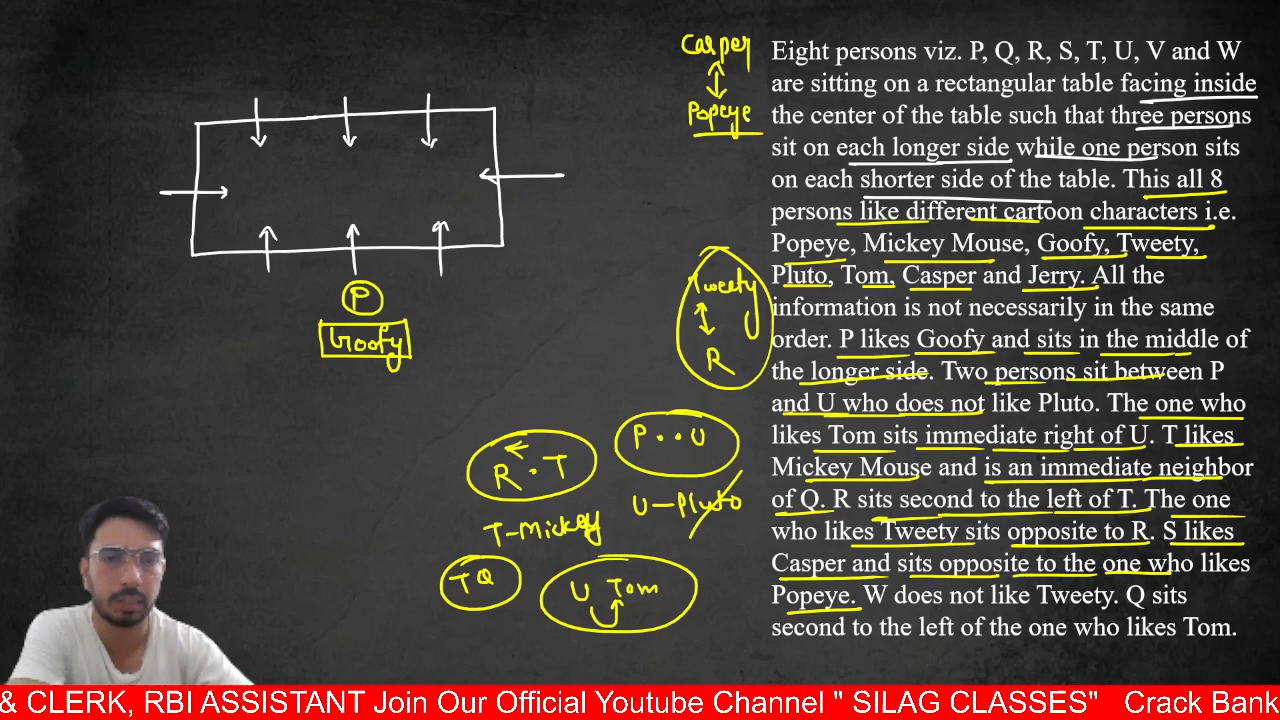 Casper
Popeye
Eight persons viz. P, Q, R, S, T, U, V and W
are sitting on a rectangular table facing inside
the center of the table such that three persons
sit on each longer side while one person sits
on each shorter side of the table. This all 8
persons like different cartoon characters i.e.
Popeye, Mickey Mouse, Goofy, Tweety,
Pluto, Tom, Casper and Jerry. All the
information is not necessarily in the same
order. P likes Goofy and sits in the middle of
the longer side. Two persons sit between P
and U who does not like Pluto. The one who
likes Tom sits immediate right of U. T likes
Mickey Mouse and is an immediate neighbor
of Q. R sits second to the left of T. The one
who likes Tweety sits opposite to R. S likes
Casper and sits opposite to the one who likes
Popeye. W does not like Tweety. Q sits
second to the left of the one who likes Tom.
P
Goofy
Tweety
R
R . T
P . . U
T-Mickey
U-Pluto
TQ
U Tom
& CLERK, RBI ASSISTANT Join Our Official Youtube Channel " SILAG CLASSES" Crack Bank